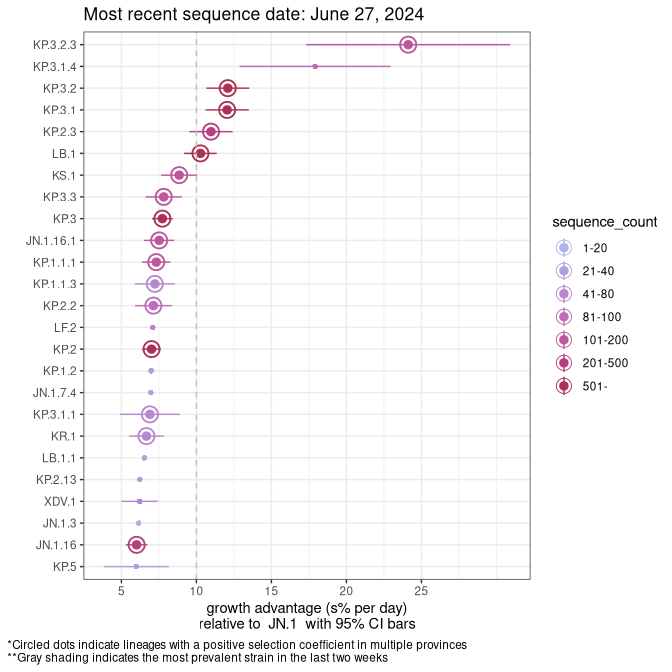 Most recent sequence date: June 27, 2024
KP.3.2.3
KP.3.1.4
KP.3.2
KP.3.1
KP.2.3
LB.1
KS.1
KP.3.3
KP.3
JN.1.16.1
KP.1.1.1
KP.1.1.3
KP.2.2
LF.2
KP.2
KP.1.2
JN.1.7.4
KP.3.1.1
KR.1
LB.1.1
KP.2.13
XDV.1
JN.1.3
JN.1.16
KP.5
5 10 15 20 25
growth advantage (s% per day)
relative to JN.1 with 95% CI bars
sequence_count
1-20
21-40
41-80
81-100
101-200
201-500
501-
*Circled dots indicate lineages with a positive selection coefficient in multiple provinces
**Gray shading indicates the most prevalent strain in the last two weeks